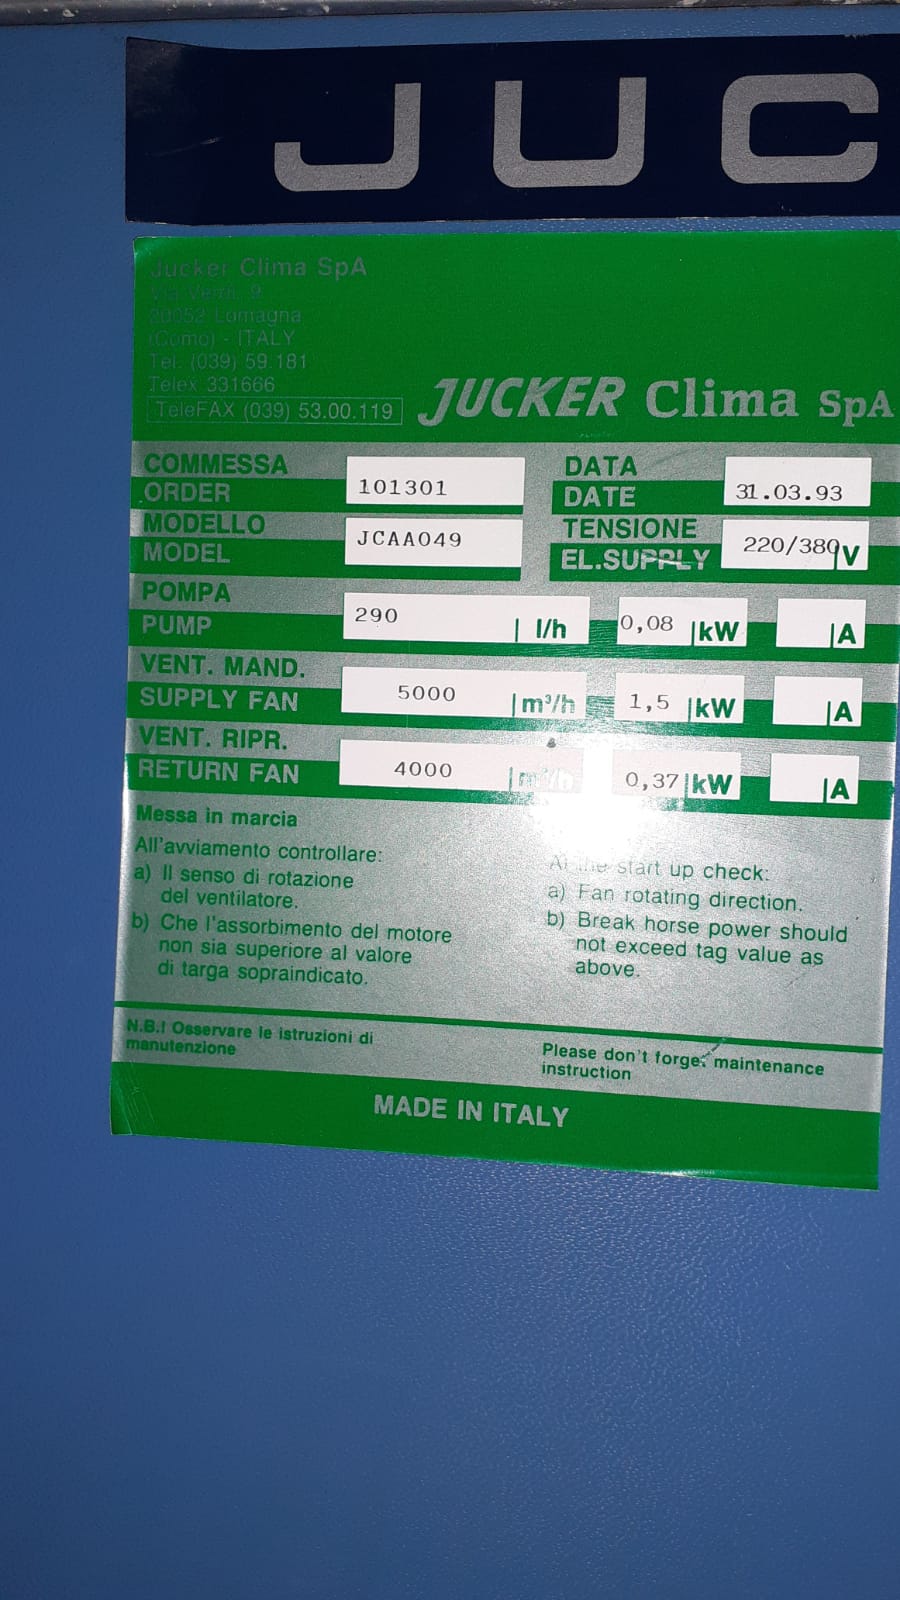 JUC
Jucker Clima SpA
Via Verdi, 9
20052 Lomagna
(Como) - ITALY
Tel. (039) 59.181
Telex 331666
TeleFAX (039) 53.00.119
JUCKER Clima SpA
COMMESSA
ORDER
101301
DATA
DATE
31.03.93
MODELLO
MODEL
JCAA049
TENSIONE
EL.SUPPLY
220/380 V
POMPA
PUMP
290 l/h
0,08 kW
A
VENT. MAND.
SUPPLY FAN
5000 m³/h
1,5 kW
A
VENT. RIPR.
RETURN FAN
4000 m³/h
0,37 kW
A
Messa in marcia
All'avviamento controllare:
a) Il senso di rotazione
del ventilatore.
b) Che l'assorbimento del motore
non sia superiore al valore
di targa sopraindicato.
At the start up check:
a) Fan rotating direction.
b) Break horse power should
not exceed tag value as
above.
N.B.! Osservare le istruzioni di
manutenzione
Please don't forget maintenance
instruction
MADE IN ITALY